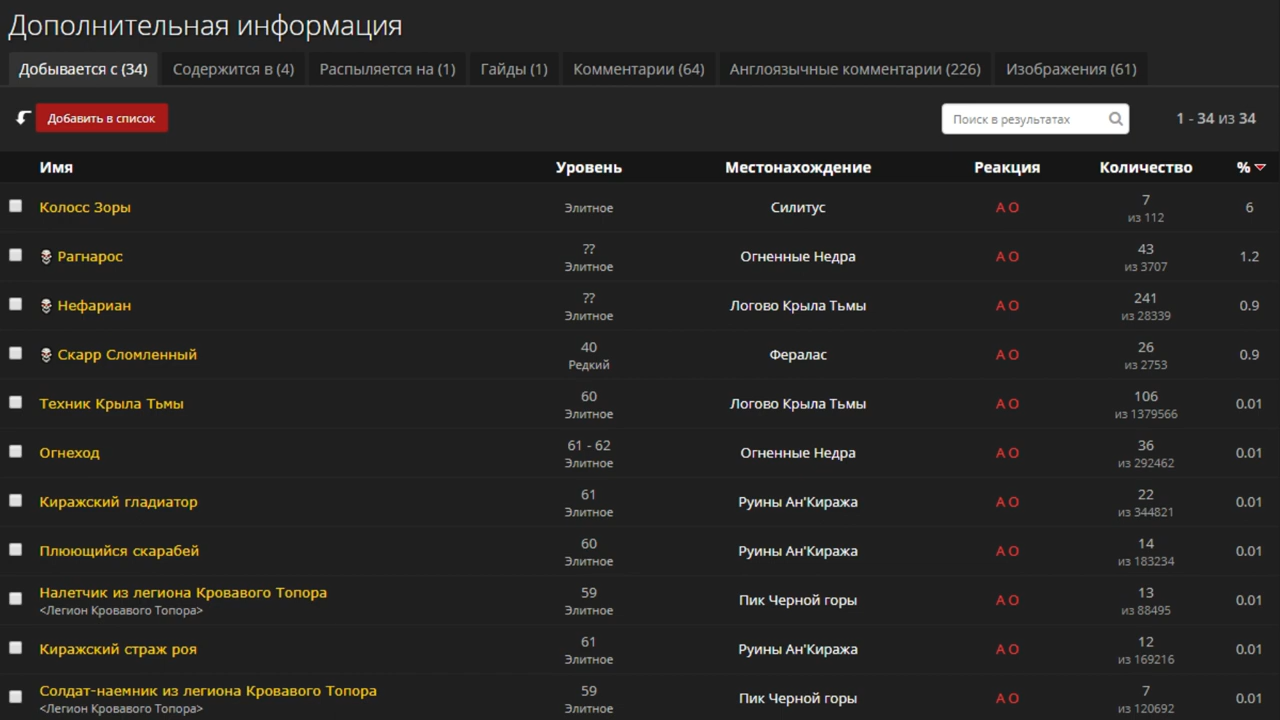 Дополнительная информация
Добывается с (34) Содержится в (4) Распыляется на (1) Гайды (1) Комментарии (64) Англоязычные комментарии (226) Изображения (61)
Добавить в список Поиск в результатах 1 - 34 из 34
Имя Уровень Местонахождение Реакция Количество %
Колосс Зоры Элитное Силитус А О 7 из 112 6
Рагнарос ?? Элитное Огненные Недра А О 43 из 3707 1.2
Нефариан ?? Элитное Логово Крыла Тьмы А О 241 из 28339 0.9
Скарр Сломленный 40 Редкий Фералас А О 26 из 2753 0.9
Техник Крыла Тьмы 60 Элитное Логово Крыла Тьмы А О 106 из 1379566 0.01
Огнеход 61 - 62 Элитное Огненные Недра А О 36 из 292462 0.01
Киражский гладиатор 61 Элитное Руины Ан'Киража А О 22 из 344821 0.01
Плюющийся скарабей 60 Элитное Руины Ан'Киража А О 14 из 183234 0.01
Налетчик из легиона Кровавого Топора 59 Элитное Пик Черной горы А О 13 из 88495 0.01
<Легион Кровавого Топора>
Киражский страж роя 61 Элитное Руины Ан'Киража А О 12 из 169216 0.01
Солдат-наемник из легиона Кровавого Топора 59 Элитное Пик Черной горы А О 7 из 120692 0.01
<Легион Кровавого Топора>